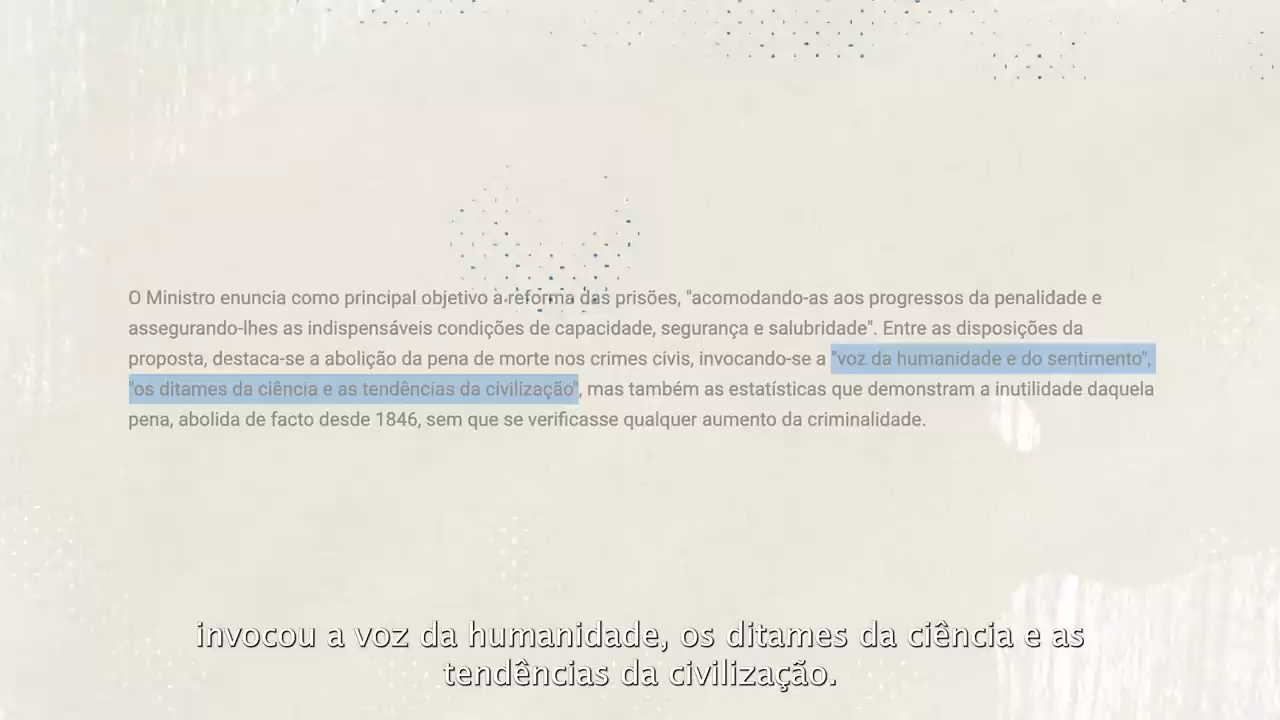 O Ministro enuncia como principal objetivo a reforma das prisões, "acomodando-as aos progressos da penalidade e
assegurando-lhes as indispensáveis condições de capacidade, segurança e salubridade". Entre as disposições da
proposta, destaca-se a abolição da pena de morte nos crimes civis, invocando-se a "voz da humanidade e do sentimento",
"os ditames da ciência e as tendências da civilização", mas também as estatísticas que demonstram a inutilidade daquela
pena, abolida de facto desde 1846, sem que se verificasse qualquer aumento da criminalidade.
invocou a voz da humanidade, os ditames da ciência e as
tendências da civilização.